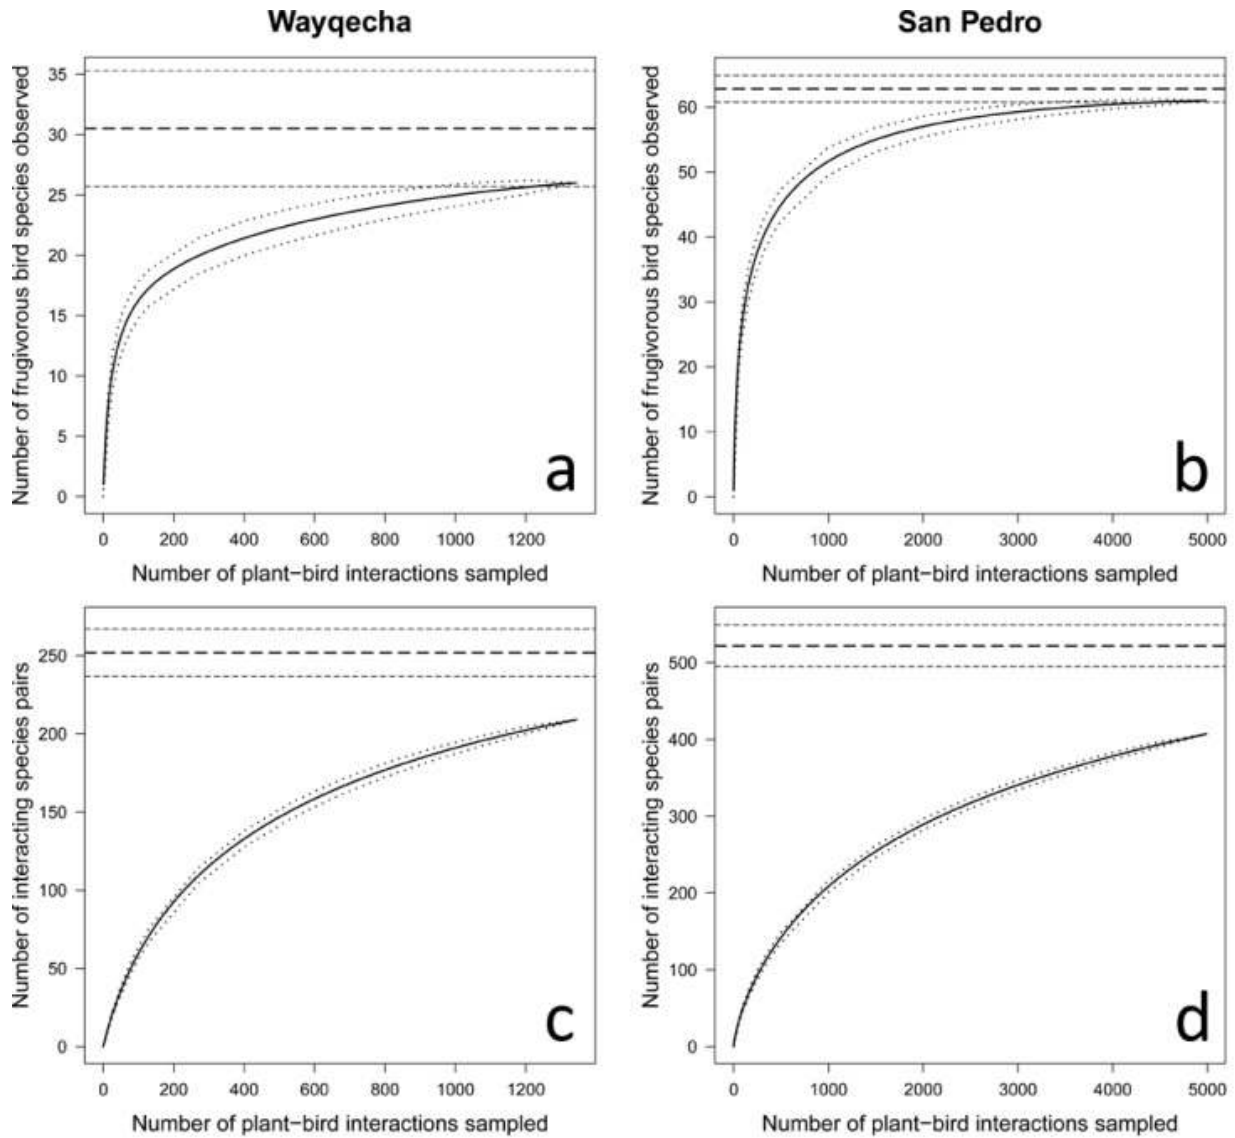 Wayqecha
San Pedro
Number of frugivorous bird species observed
35
30
25
20
15
10
5
0
a
0 200 400 600 800 1000 1200
Number of plant−bird interactions sampled
Number of frugivorous bird species observed
60
50
40
30
20
10
0
b
0 1000 2000 3000 4000 5000
Number of plant−bird interactions sampled
Number of interacting species pairs
250
200
150
100
50
0
c
0 200 400 600 800 1000 1200
Number of plant−bird interactions sampled
Number of interacting species pairs
500
400
300
200
100
0
d
0 1000 2000 3000 4000 5000
Number of plant−bird interactions sampled